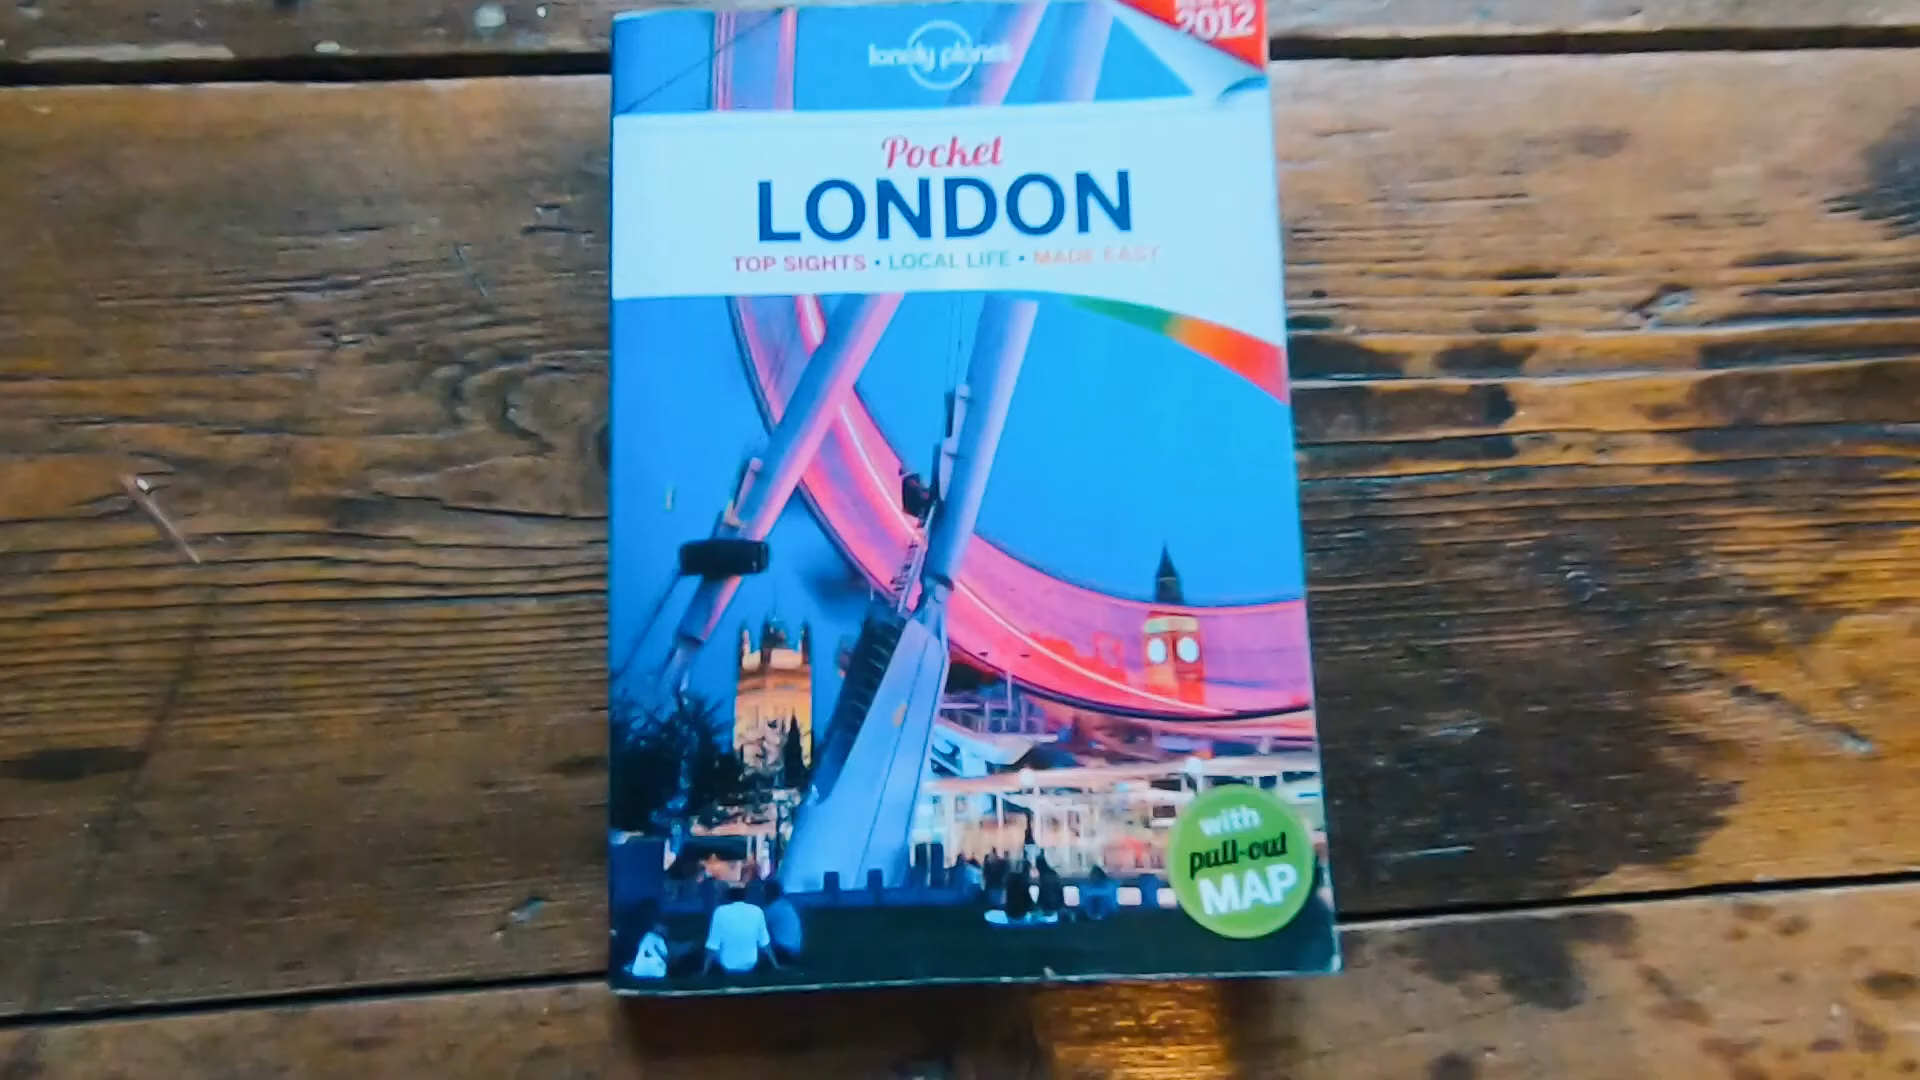 lonely planet
2012
Pocket
LONDON
TOP SIGHTS • LOCAL LIFE • MADE EASY
with
pull-out
MAP